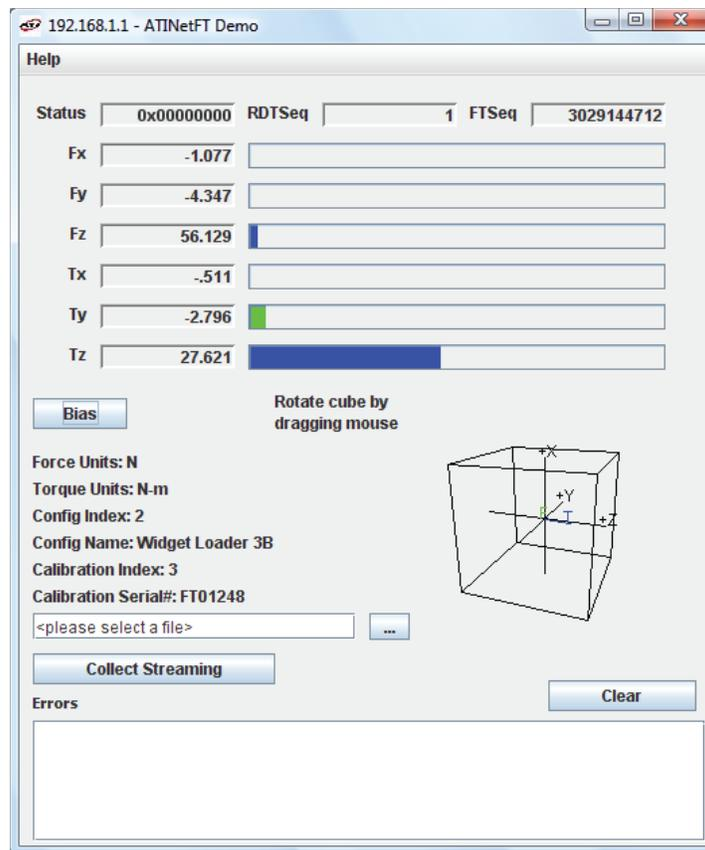 192.168.1.1 - ATINetFT Demo
Help
Status 0x00000000 RDTSeq 1 FTSeq 3029144712
Fx -1.077
Fy -4.347
Fz 56.129
Tx -.511
Ty -2.796
Tz 27.621
Bias
Rotate cube by
dragging mouse
Force Units: N
Torque Units: N-m
Config Index: 2
Config Name: Widget Loader 3B
Calibration Index: 3
Calibration Serial#: FT01248
+X
+Y
F T +Z
<please select a file> ...
Collect Streaming
Clear
Errors